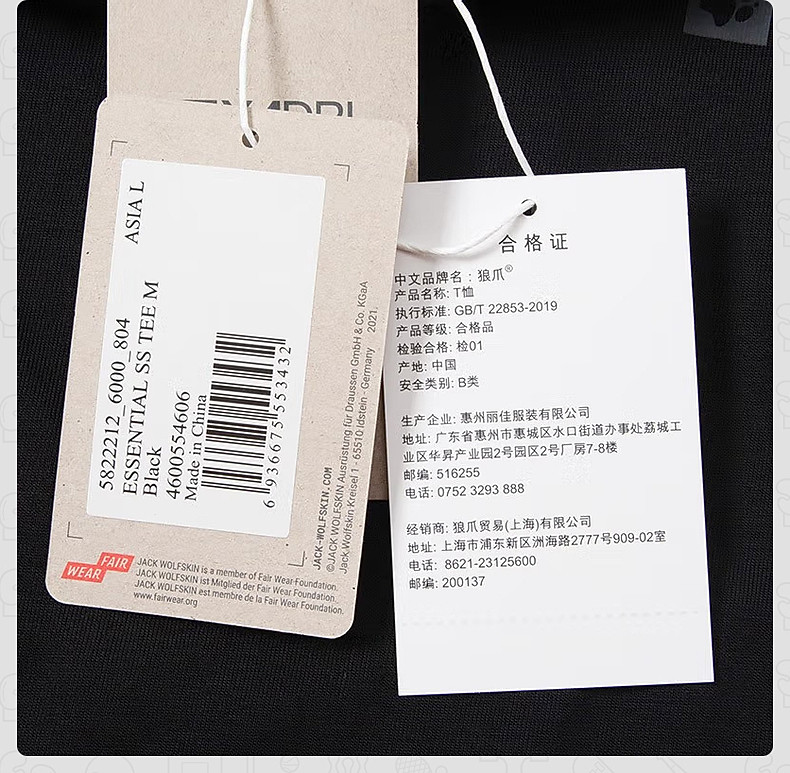 ASIA L
5822212_6000_804
ESSENTIAL SS TEE M
Black
4600554606
Made in China
6 936675 553432
JACK-WOLFSKIN.COM
©JACK WOLFSKIN Ausrüstung für Draussen GmbH & Co. KGaA
Jack Wolfskin Kreisel 1 - 65510 Idstein - Germany 2021.
FAIR
WEAR
JACK WOLFSKIN is a member of Fair Wear Foundation.
JACK WOLFSKIN ist Mitglied der Fair Wear Foundation.
JACK WOLFSKIN est membre de la Fair Wear Foundation.
www.fairwear.org
合格证
中文品牌名：狼爪®
产品名称: T恤
执行标准: GB/T 22853-2019
产品等级: 合格品
检验合格: 检01
产地: 中国
安全类别: B类
生产企业: 惠州丽佳服装有限公司
地址: 广东省惠州市惠城区水口街道办事处荔城工
业区华昇产业园2号园区2号厂房7-8楼
邮编: 516255
电话: 0752 3293 888
经销商: 狼爪贸易(上海)有限公司
地址: 上海市浦东新区洲海路2777号909-02室
电话: 8621-23125600
邮编: 200137